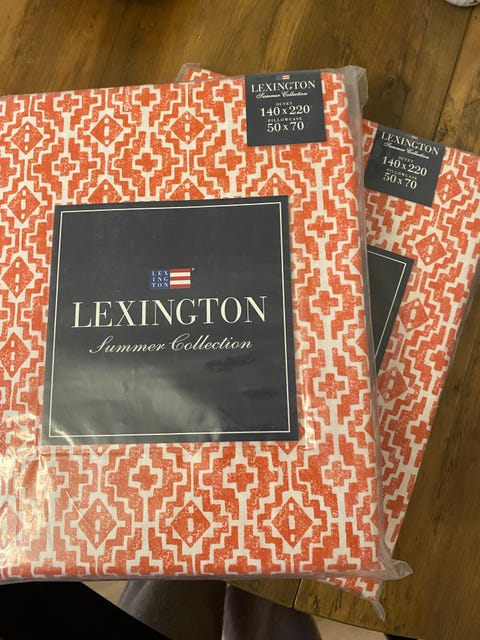 LEXINGTON
Summer Collection
DUVET
140 x 220
PILLOWCASE
50 x 70
LEXINGTON
Summer Collection
DUVET
140 x 220
PILLOWCASE
50 x 70
LEX
ING
TON
LEXINGTON
Summer Collection